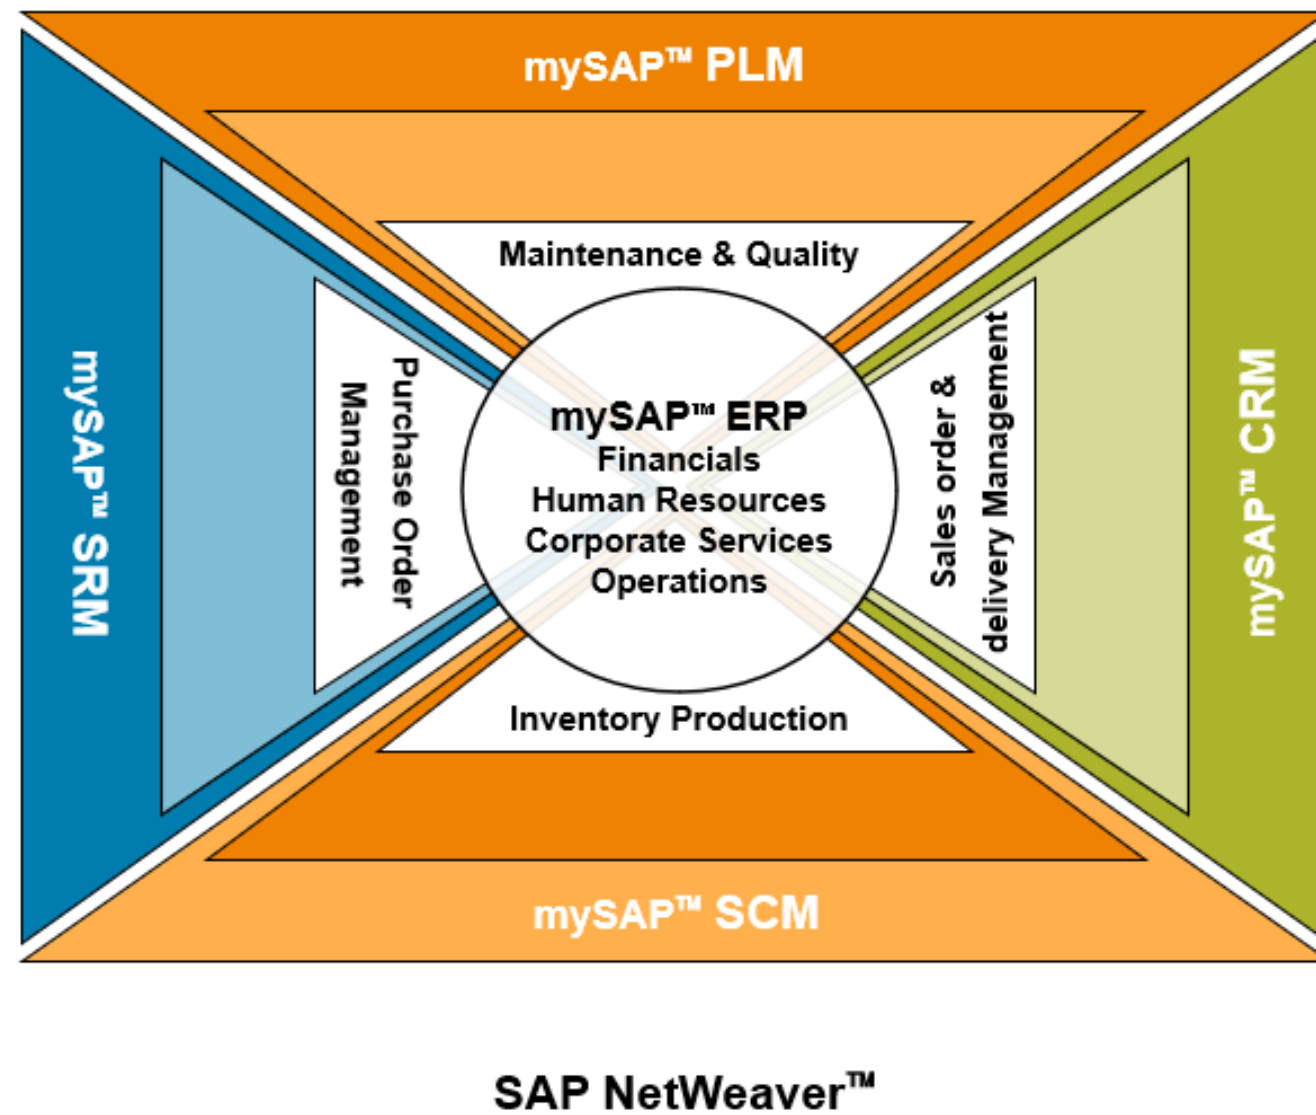 mySAP™ PLM
Maintenance & Quality
mySAP™ SRM
Purchase Order
Management
mySAP™ ERP
Financials
Human Resources
Corporate Services
Operations
Sales order &
delivery Management
mySAP™ CRM
Inventory Production
mySAP™ SCM
SAP NetWeaver™